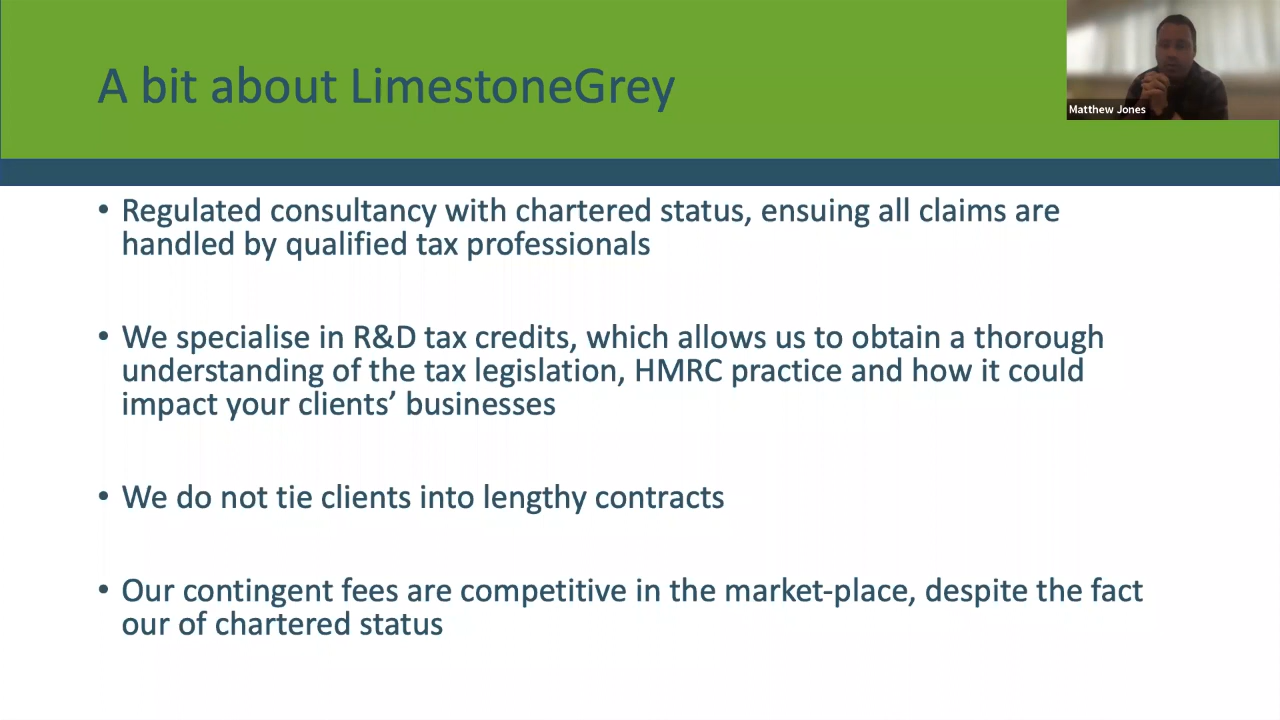 A bit about LimestoneGrey
Matthew Jones
• Regulated consultancy with chartered status, ensuing all claims are
handled by qualified tax professionals
• We specialise in R&D tax credits, which allows us to obtain a thorough
understanding of the tax legislation, HMRC practice and how it could
impact your clients’ businesses
• We do not tie clients into lengthy contracts
• Our contingent fees are competitive in the market-place, despite the fact
our of chartered status